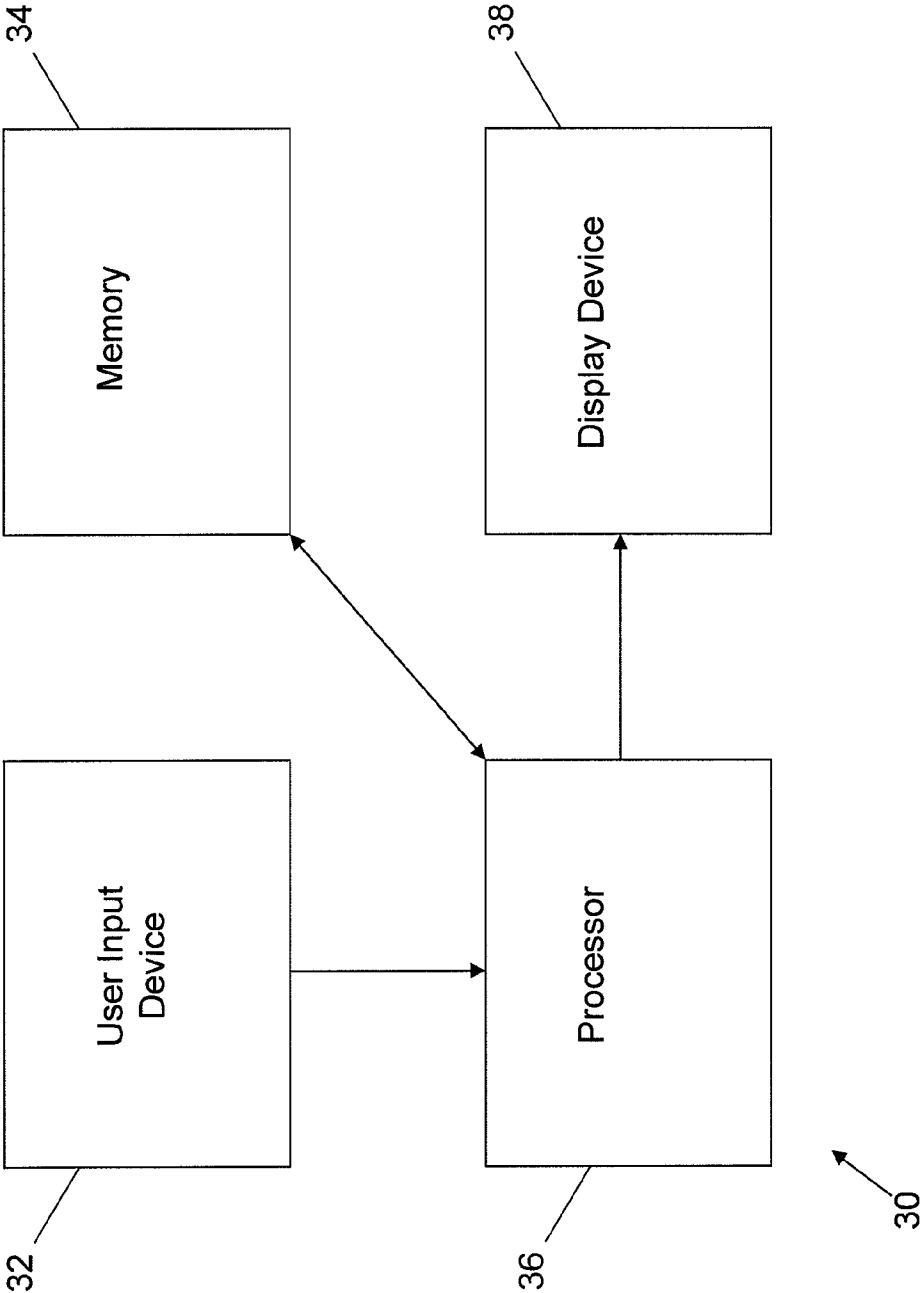 32
User Input
Device
34
Memory
36
Processor
38
Display Device
30